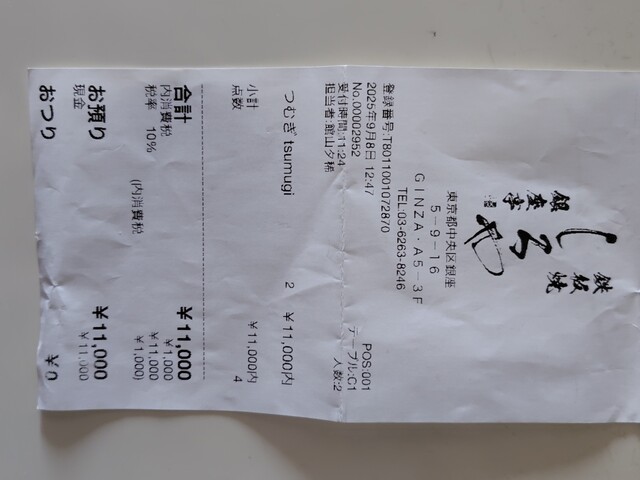 鉄板焼
銀座幸
しろや
東京都中央区銀座
5-9-16
GINZA・A5-3F
TEL:03-6263-8246
登録番号:T8011001072870
2025年9月8日 12:47 POS:001
No.00002952 テーブル:C1
受付時間:11:24 人数:2
担当者:館山夕稀
つむぎ tsumugi 2 ¥11,000内
小計 ¥11,000内
点数 4
合計 ¥11,000
内消費税 ¥1,000
税率 10% ¥11,000
(内消費税 ¥1,000)
お預り ¥11,000
現金 ¥11,000
おつり ¥0